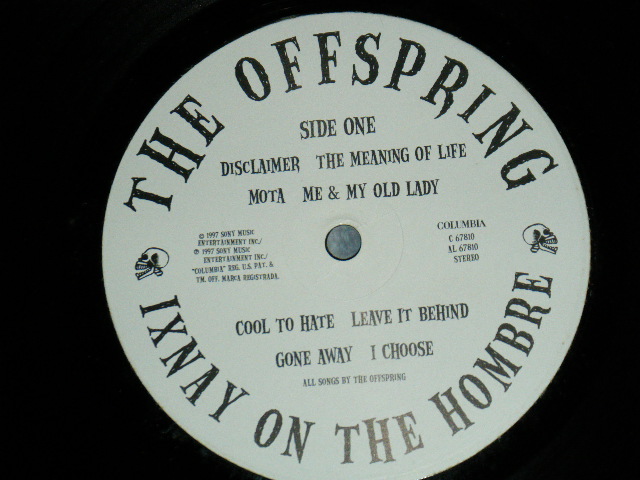 THE OFFSPRING
SIDE ONE
DISCLAIMER THE MEANING OF LIFE
MOTA ME & MY OLD LADY
© 1997 SONY MUSIC
ENTERTAINMENT INC./
℗ 1997 SONY MUSIC
ENTERTAINMENT INC./
"COLUMBIA" REG. U.S. PAT. &
TM. OFF. MARCA REGISTRADA.
COLUMBIA
C 67810
AL 67810
STEREO
COOL TO HATE LEAVE IT BEHIND
GONE AWAY I CHOOSE
ALL SONGS BY THE OFFSPRING
IXNAY ON THE HOMBRE